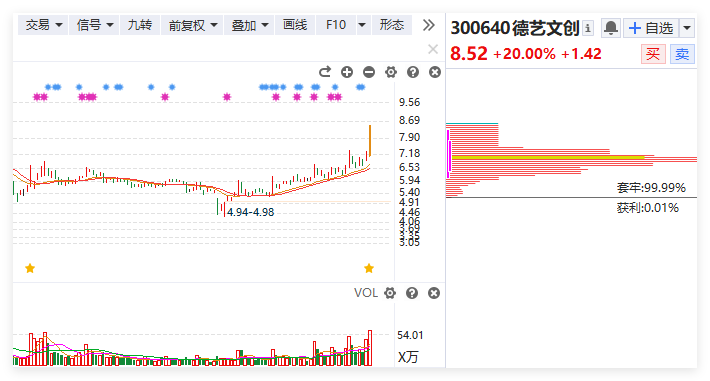 交易 信号 九转 前复权 叠加 画线 F10 形态
300640 德艺文创 自选
8.52 +20.00% +1.42 买 卖
9.56
8.69
7.90
7.18
6.53
5.94
5.40
4.91
4.46
4.06
3.69
3.35
3.05
4.94-4.98
套牢:99.99%
获利:0.01%
VOL
54.01
X万